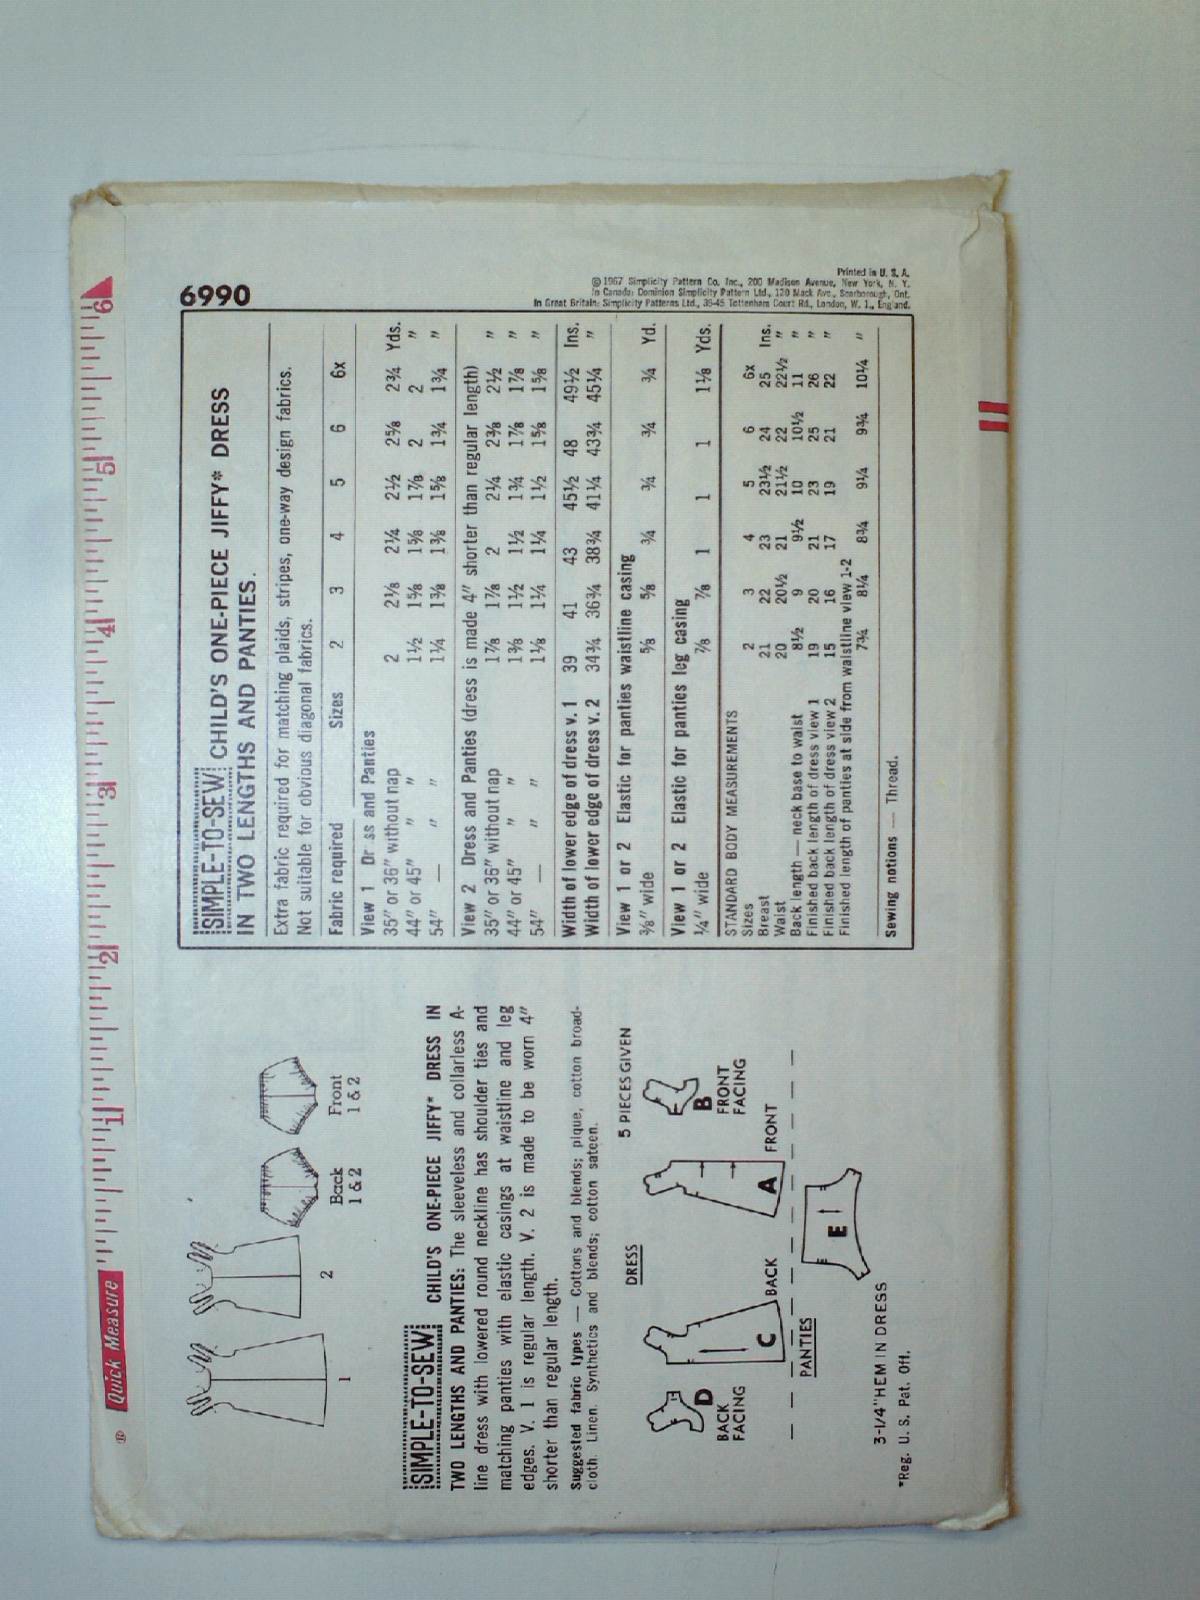 ® Quick Measure 1 2 3 4 5 6
1
2
Back
1 & 2
Front
1 & 2
SIMPLE-TO-SEW! CHILD'S ONE-PIECE JIFFY* DRESS IN
TWO LENGTHS AND PANTIES: The sleeveless and collarless A-
line dress with lowered round neckline has shoulder ties and
matching panties with elastic casings at waistline and leg
edges. V. 1 is regular length. V. 2 is made to be worn 4"
shorter than regular length.
Suggested fabric types — Cottons and blends; pique, cotton broad-
cloth. Linen. Synthetics and blends; cotton sateen.
5 PIECES GIVEN
DRESS
D
BACK
FACING
C
BACK
A
FRONT
B
FRONT
FACING
PANTIES
E
3-1/4" HEM IN DRESS
*Reg. U. S. Pat. Off.
6990
©1967 Simplicity Pattern Co. Inc., 200 Madison Avenue, New York, N. Y.
Printed in U. S. A.
In Canada: Dominion Simplicity Pattern Ltd., 120 Mack Ave., Scarborough, Ont.
In Great Britain: Simplicity Patterns Ltd., 39-45 Tottenham Court Rd., London, W. 1., England.
SIMPLE-TO-SEW! CHILD'S ONE-PIECE JIFFY* DRESS
IN TWO LENGTHS AND PANTIES.
Extra fabric required for matching plaids, stripes, one-way design fabrics.
Not suitable for obvious diagonal fabrics.
Fabric required Sizes 2 3 4 5 6 6x
View 1 Dr ss and Panties
35" or 36" without nap 2 2⅛ 2¼ 2½ 2⅝ 2¾ Yds.
44" or 45" " " 1½ 1⅝ 1⅝ 1⅞ 2 2 "
54" — " " 1¼ 1⅜ 1⅜ 1⅝ 1¾ 1¾ "
View 2 Dress and Panties (dress is made 4" shorter than regular length)
35" or 36" without nap 1⅞ 1⅞ 2 2¼ 2⅜ 2½ "
44" or 45" " " 1⅜ 1½ 1½ 1¾ 1⅞ 1⅞ "
54" — " " 1⅛ 1¼ 1¼ 1½ 1⅝ 1⅝ "
Width of lower edge of dress v. 1 39 41 43 45½ 48 49½ Ins.
Width of lower edge of dress v. 2 34¾ 36¾ 38¾ 41¼ 43¾ 45¼ "
View 1 or 2 Elastic for panties waistline casing
⅜" wide ⅝ ⅝ ¾ ¾ ¾ ¾ Yd.
View 1 or 2 Elastic for panties leg casing
¼" wide ⅞ ⅞ 1 1 1 1⅛ Yds.
STANDARD BODY MEASUREMENTS
Sizes 2 3 4 5 6 6x
Breast 21 22 23 23½ 24 25 Ins.
Waist 20 20½ 21 21½ 22 22½ "
Back length — neck base to waist 8½ 9 9½ 10 10½ 11 "
Finished back length of dress view 1 19 20 21 23 25 26 "
Finished back length of dress view 2 15 16 17 19 21 22 "
Finished length of panties at side from waistline view 1-2
7¾ 8¼ 8¾ 9¼ 9¾ 10¼ "
Sewing notions — Thread.